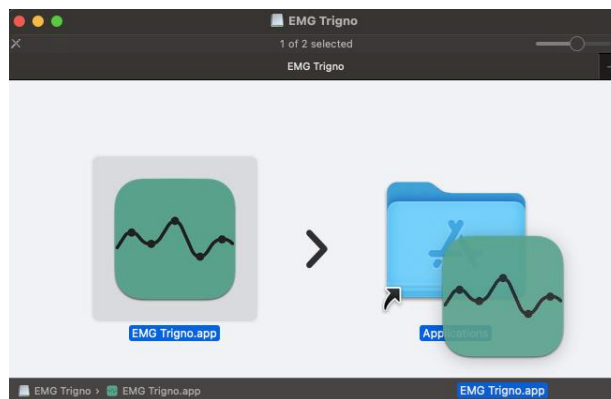 EMG Trigno
1 of 2 selected
EMG Trigno
EMG Trigno.app
Applications
EMG Trigno › EMG Trigno.app
EMG Trigno.app